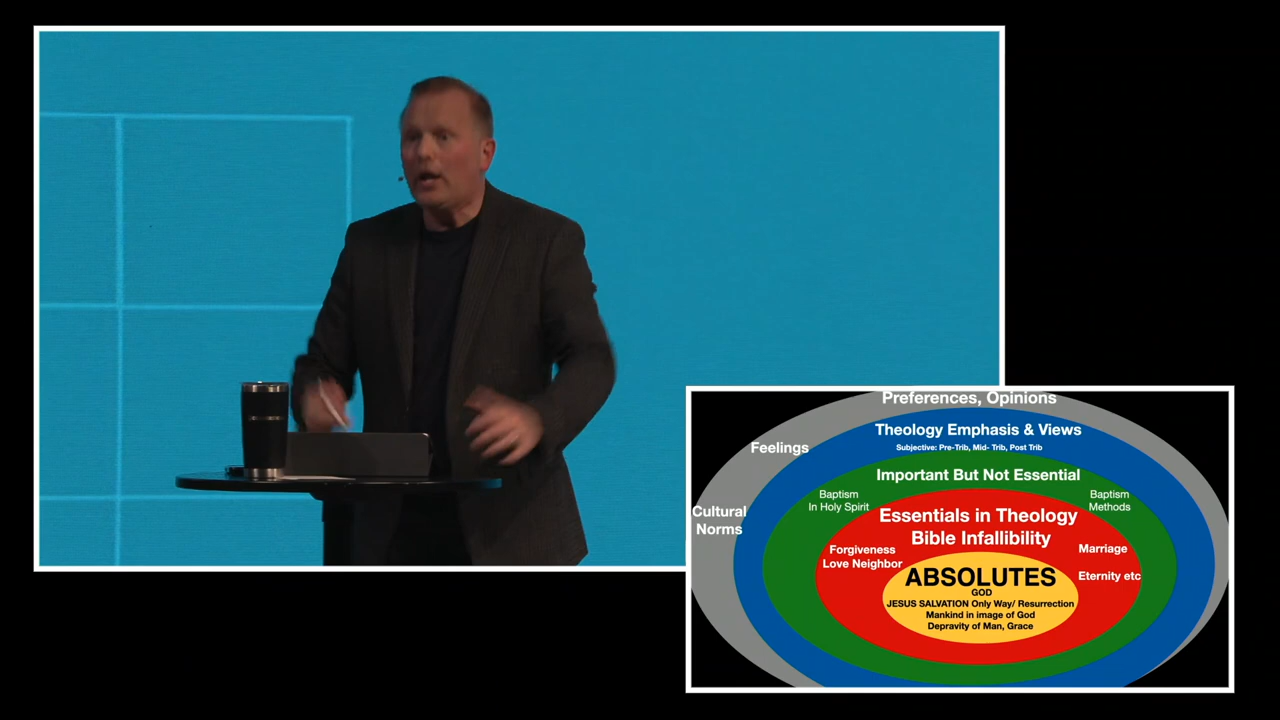 Preferences, Opinions
Theology Emphasis & Views
Subjective: Pre-Trib, Mid- Trib, Post Trib
Feelings
Important But Not Essential
Baptism
In Holy Spirit
Baptism
Methods
Cultural
Norms
Essentials in Theology
Bible Infallibility
Forgiveness
Love Neighbor
Marriage
Eternity etc
ABSOLUTES
GOD
JESUS SALVATION Only Way/ Resurrection
Mankind in image of God
Depravity of Man, Grace